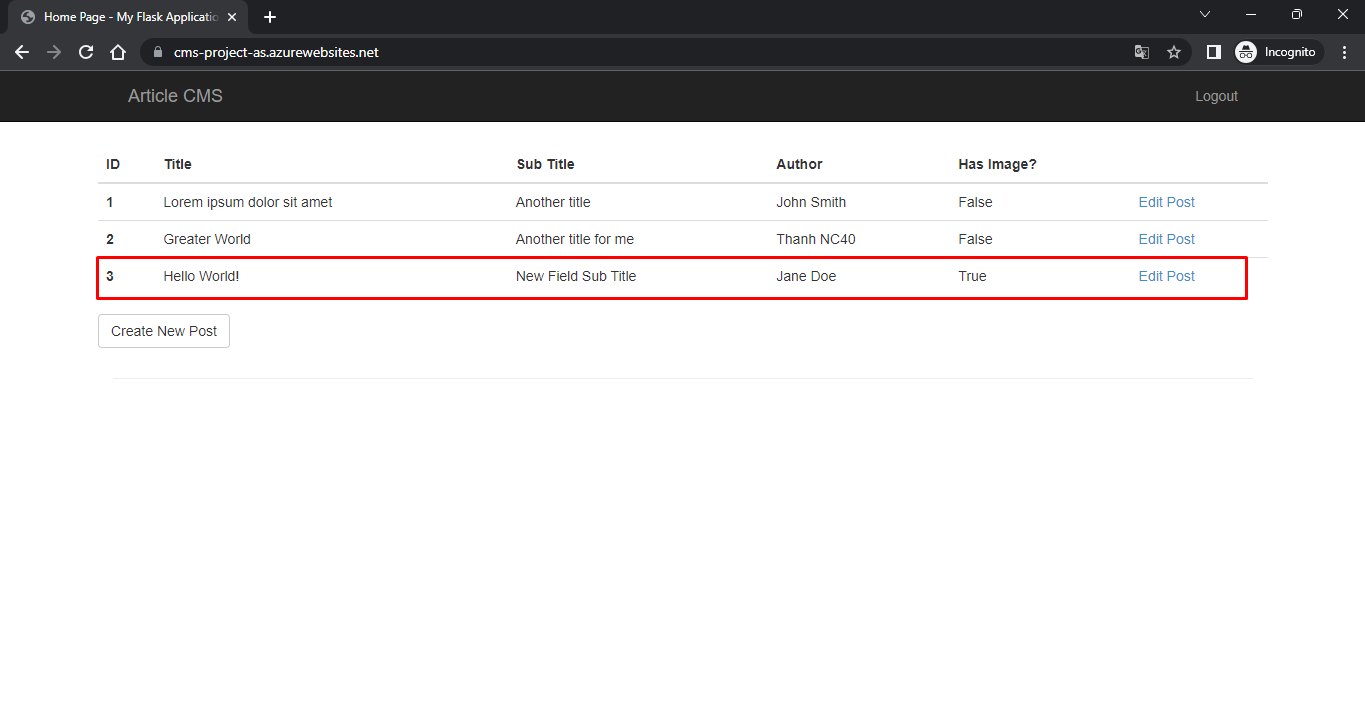 Home Page - My Flask Applicatio
cms-project-as.azurewebsites.net
Incognito
Article CMS
Logout
ID Title Sub Title Author Has Image?
1 Lorem ipsum dolor sit amet Another title John Smith False Edit Post
2 Greater World Another title for me Thanh NC40 False Edit Post
3 Hello World! New Field Sub Title Jane Doe True Edit Post
Create New Post